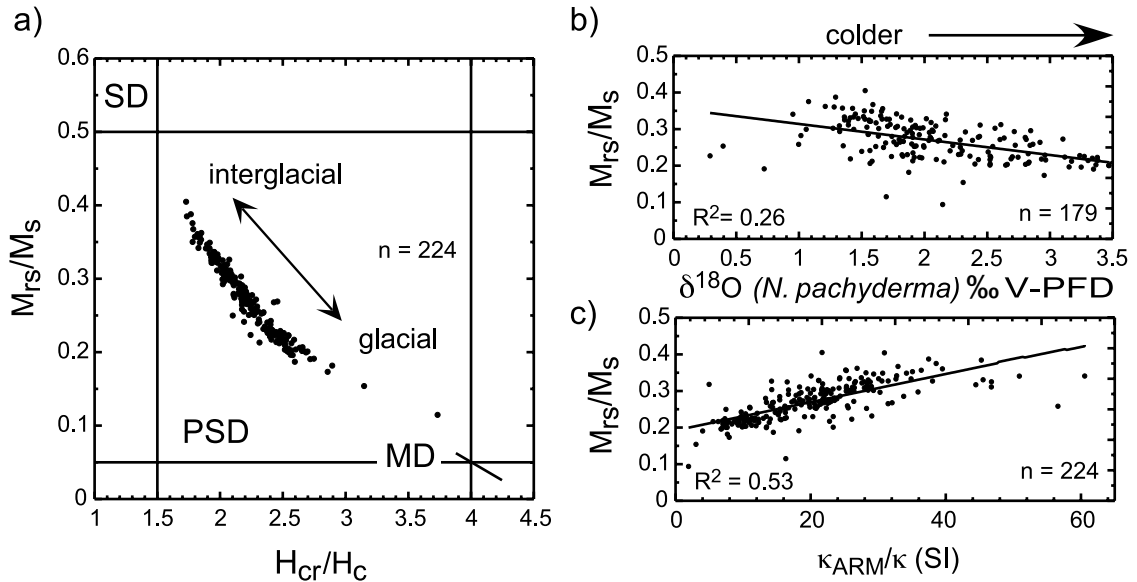 a)
0.6
0.5
0.4
0.3
0.2
0.1
0
Mrs/Ms
SD
interglacial
n = 224
glacial
PSD
MD
1 1.5 2 2.5 3 3.5 4 4.5
Hcr/Hc
b)
colder
0.5
0.4
0.3
0.2
0.1
0
Mrs/Ms
R²= 0.26
n = 179
0 0.5 1 1.5 2 2.5 3 3.5
δ¹⁸O (N. pachyderma) ‰ V-PFD
c)
0.5
0.4
0.3
0.2
0.1
0
Mrs/Ms
R² = 0.53
n = 224
0 20 40 60
κARM/κ (SI)